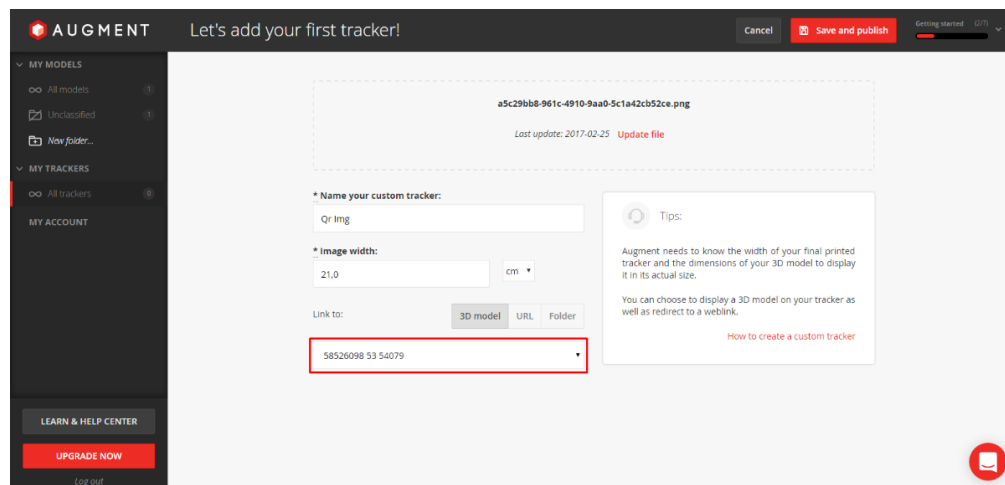 AUGMENT
Let's add your first tracker!
Cancel
Save and publish
Getting started (2/7)
MY MODELS
All models 1
Unclassified 1
New folder...
MY TRACKERS
All trackers 0
MY ACCOUNT
LEARN & HELP CENTER
UPGRADE NOW
Log out
a5c29bb8-961c-4910-9aa0-5c1a42cb52ce.png
Last update: 2017-02-25 Update file
* Name your custom tracker:
Qr Img
* Image width:
21,0 cm
Link to: 3D model URL Folder
58526098 53 54079
Tips:
Augment needs to know the width of your final printed
tracker and the dimensions of your 3D model to display
it in its actual size.
You can choose to display a 3D model on your tracker as
well as redirect to a weblink.
How to create a custom tracker